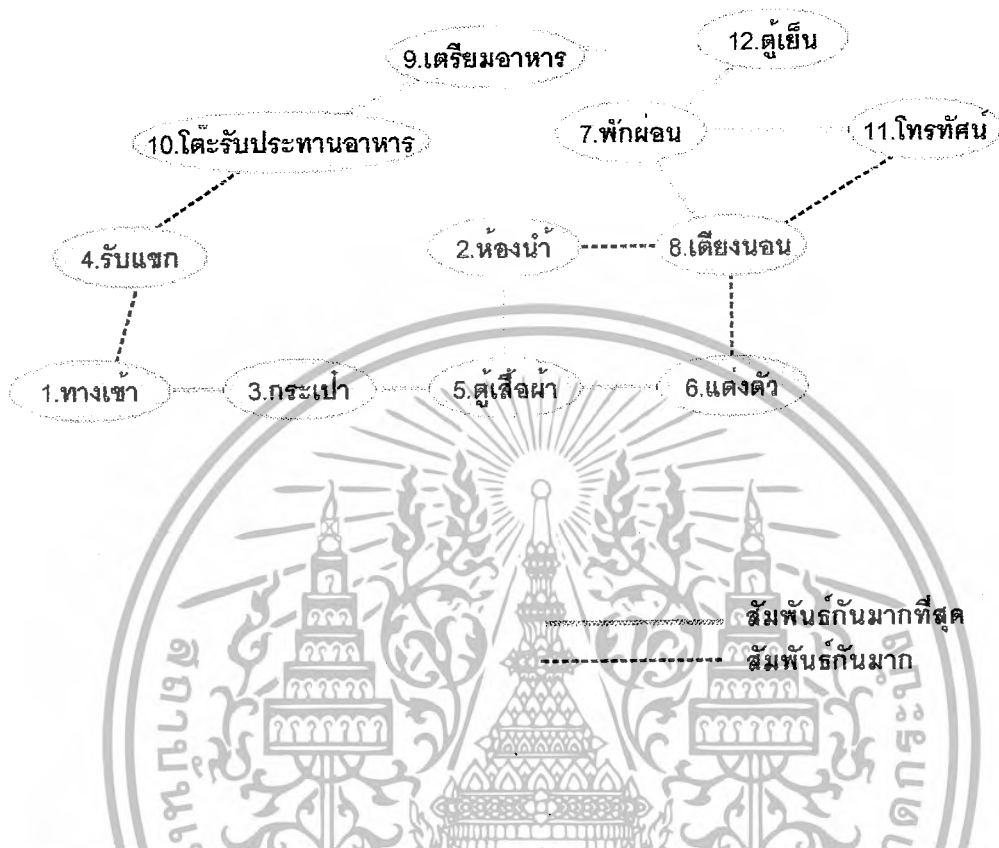 9.เตรียมอาหาร
12.ตู้เย็น
10.โต๊ะรับประทานอาหาร
7.พักผ่อน
11.โทรทัศน์
4.รับแขก
2.ห้องน้ำ
8.เตียงนอน
1.ทางเข้า
3.กระเป๋า
5.ตู้เสื้อผ้า
6.แต่งตัว
สัมพันธ์กันมากที่สุด
สัมพันธ์กันมาก